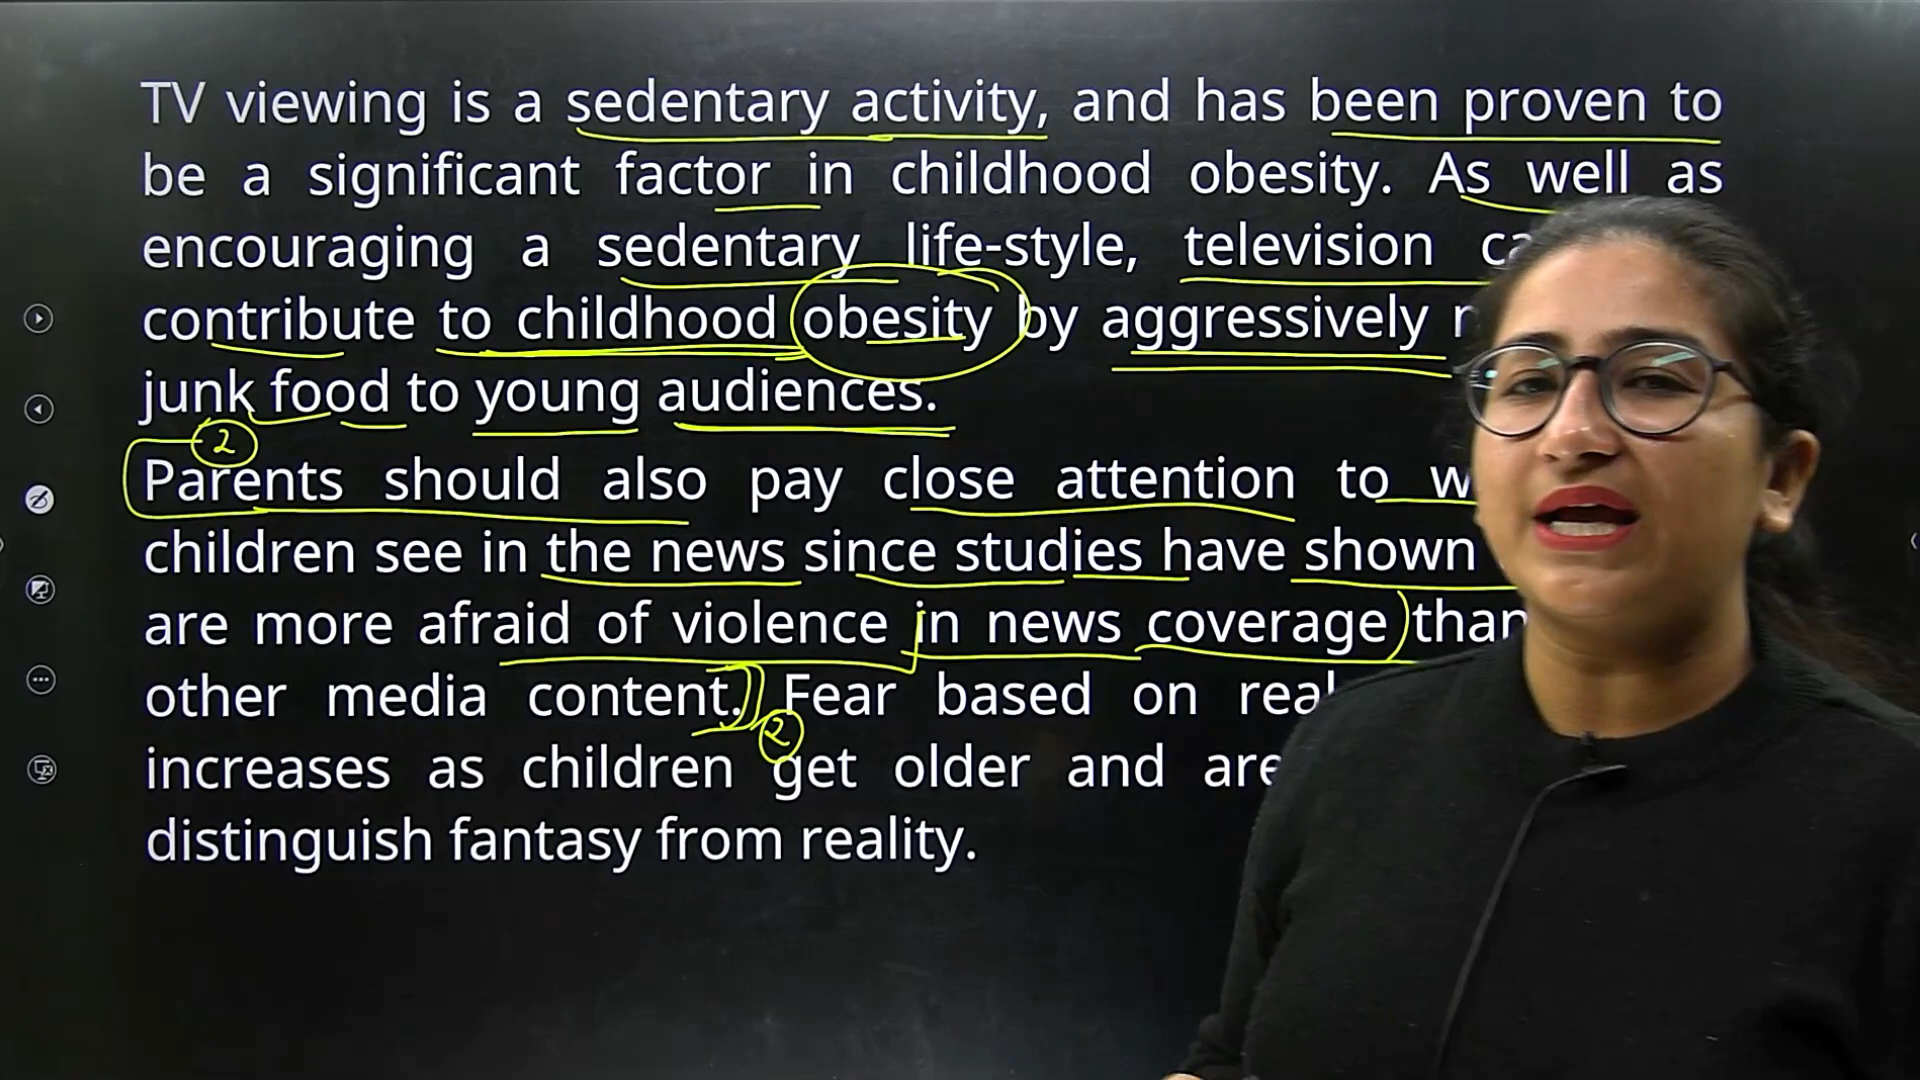 TV viewing is a sedentary activity, and has been proven to
be a significant factor in childhood obesity. As well as
encouraging a sedentary life-style, television
contribute to childhood obesity by aggressively
junk food to young audiences.
2
Parents should also pay close attention to
children see in the news since studies have shown
are more afraid of violence in news coverage than
other media content. Fear based on
2
increases as children get older and are
distinguish fantasy from reality.